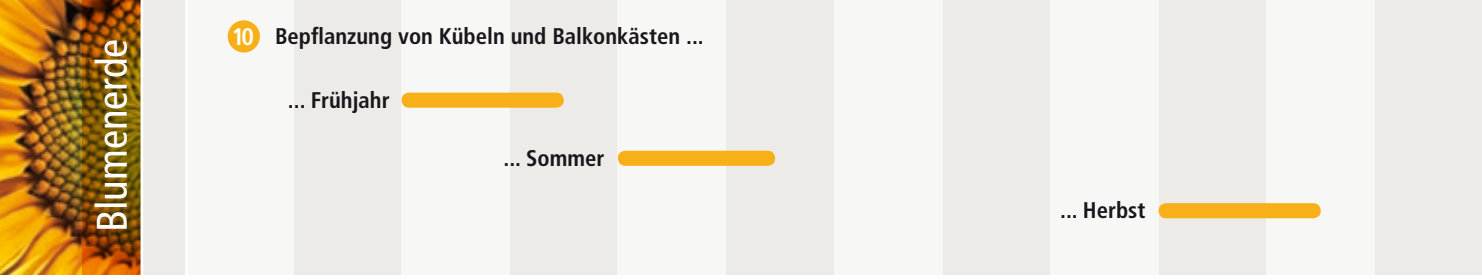 Blumenerde
10 Bepflanzung von Kübeln und Balkonkästen ...
... Frühjahr
... Sommer
... Herbst